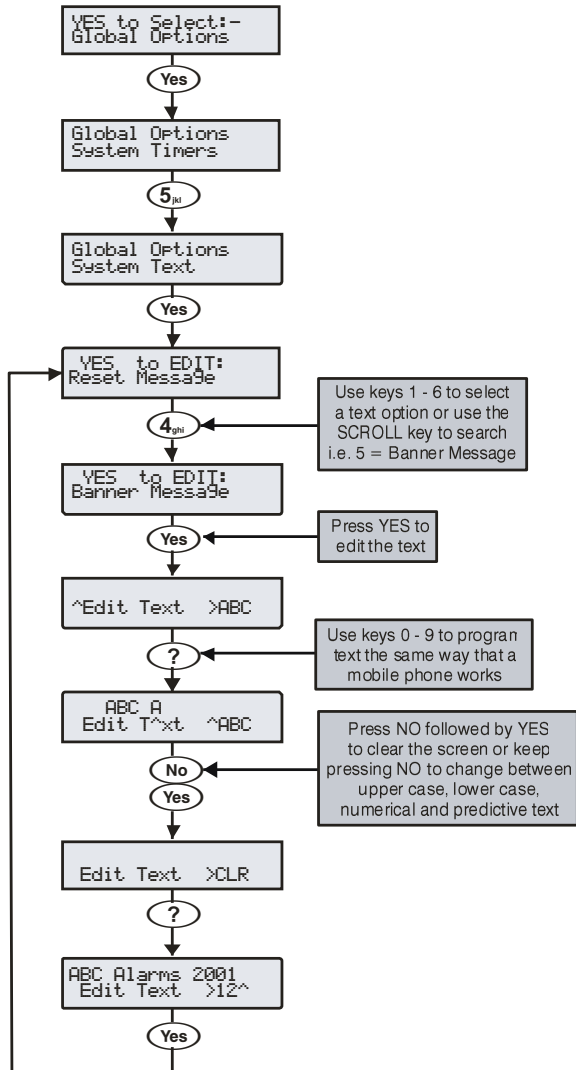 YES to Select:-
Global Options
Yes
Global Options
System Timers
5jkl
Global Options
System Text
Yes
YES to EDIT:
Reset Message
Use keys 1 - 6 to select
a text option or use the
SCROLL key to search
i.e. 5 = Banner Message
4ghi
YES to EDIT:
Banner Message
Press YES to
edit the text
Yes
^Edit Text >ABC
Use keys 0 - 9 to program
text the same way that a
mobile phone works
?
ABC A
Edit T^xt ^ABC
Press NO followed by YES
to clear the screen or keep
pressing NO to change between
upper case, lower case,
numerical and predictive text
No
Yes
Edit Text >CLR
?
ABC Alarms 2001
Edit Text >12^
Yes